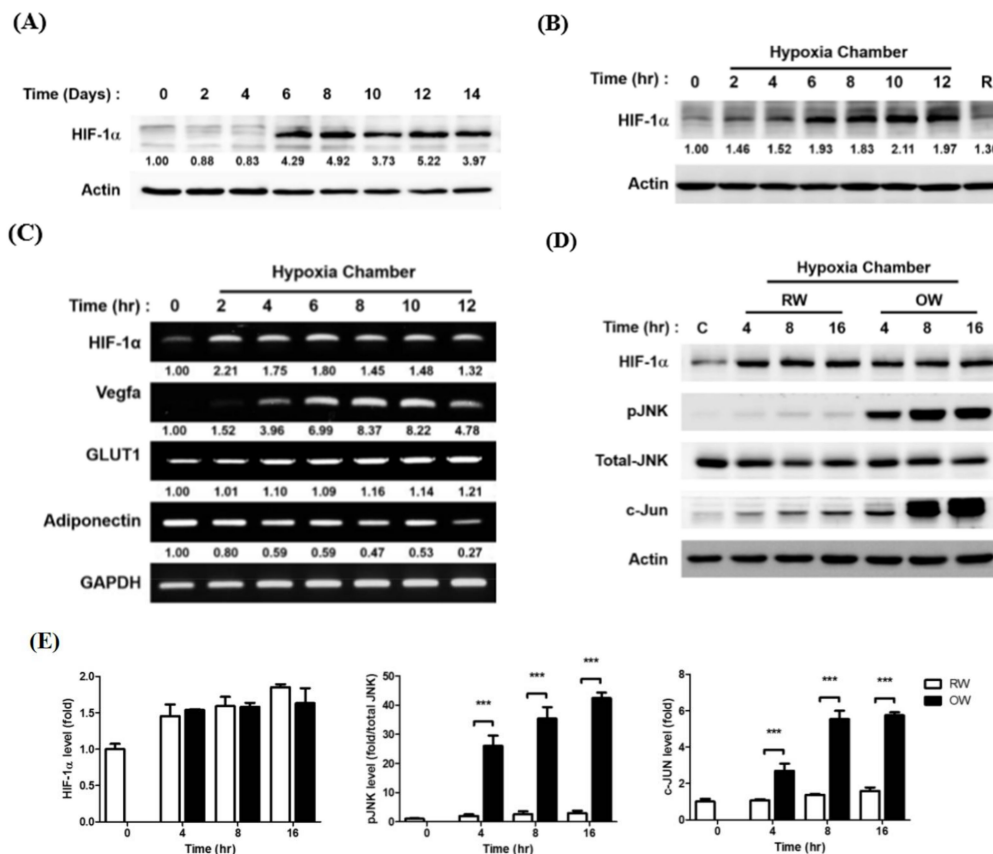 (A)
Time (Days) : 0 2 4 6 8 10 12 14
HIF-1α
1.00 0.88 0.83 4.29 4.92 3.73 5.22 3.97
Actin
(B)
Hypoxia Chamber
Time (hr) : 0 2 4 6 8 10 12 R
HIF-1α
1.00 1.46 1.52 1.93 1.83 2.11 1.97
Actin
(C)
Hypoxia Chamber
Time (hr) : 0 2 4 6 8 10 12
HIF-1α
1.00 2.21 1.75 1.80 1.45 1.48 1.32
Vegfa
1.00 1.52 3.96 6.99 8.37 8.22 4.78
GLUT1
1.00 1.01 1.10 1.09 1.16 1.14 1.21
Adiponectin
1.00 0.80 0.59 0.59 0.47 0.53 0.27
GAPDH
(D)
Hypoxia Chamber
RW OW
Time (hr) : C 4 8 16 4 8 16
HIF-1α
pJNK
Total-JNK
c-Jun
Actin
(E)
HIF-1α level (fold)
2.0
1.5
1.0
0.5
0.0
0 4 8 16
Time (hr)
pJNK level (fold/total JNK)
50
40
30
20
10
0
*** *** ***
0 4 8 16
Time (hr)
c-JUN level (fold)
8
6
4
2
0
*** *** ***
0 4 8 16
Time (hr)
RW
OW